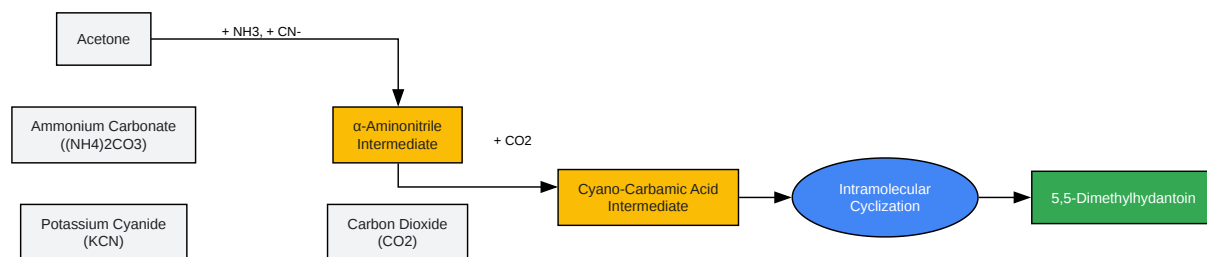 Acetone
+ NH3, + CN-
Ammonium Carbonate
((NH4)2CO3)
α-Aminonitrile
Intermediate
+ CO2
Cyano-Carbamic Acid
Intermediate
Intramolecular
Cyclization
5,5-Dimethylhydantoin
Potassium Cyanide
(KCN)
Carbon Dioxide
(CO2)